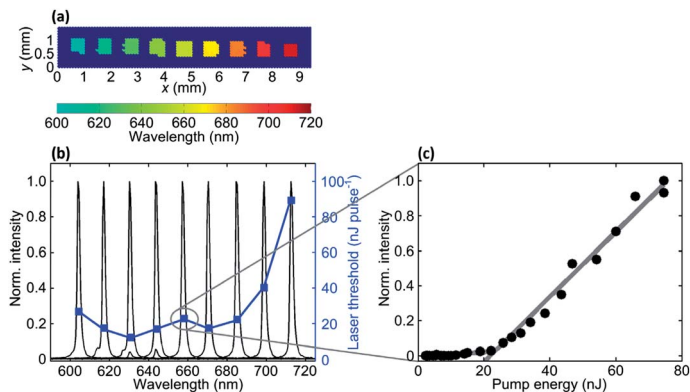 (a)
y (mm)
1
0.5
0
0 1 2 3 4 5 6 7 8 9
x (mm)
600 620 640 660 680 700 720
Wavelength (nm)
(b)
Norm. intensity
1.0
0.8
0.6
0.4
0.2
0
600 620 640 660 680 700 720
Wavelength (nm)
100
80
60
40
20
0
Laser threshold (nJ pulse⁻¹)
(c)
Norm. intensity
1.0
0.8
0.6
0.4
0.2
0
0 20 40 60 80
Pump energy (nJ)